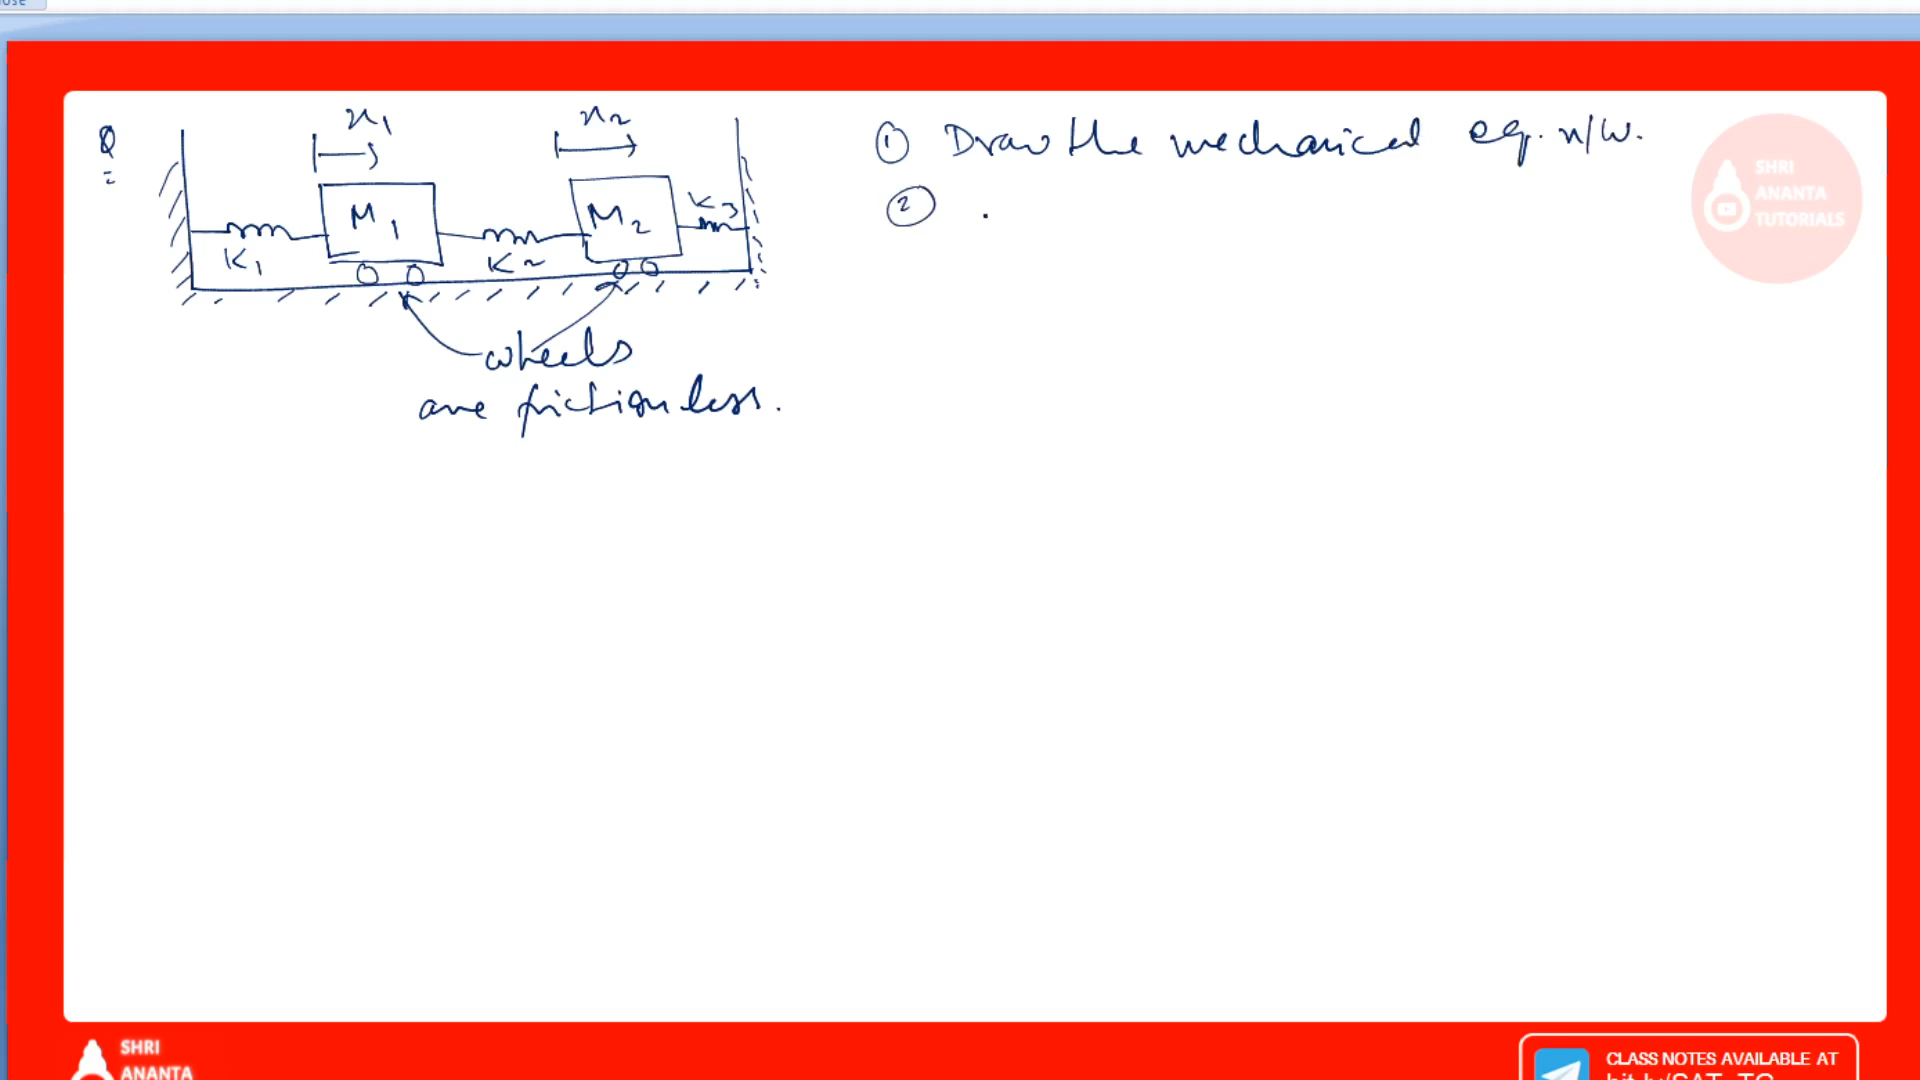 ose
Q
x1
x2
M1
M2
K1
K2
K3
wheels
are frictionless.
① Draw the mechanical eq. n/w.
②
SHRI
ANANTA
TUTORIALS
SHRI
ANANTA
CLASS NOTES AVAILABLE AT